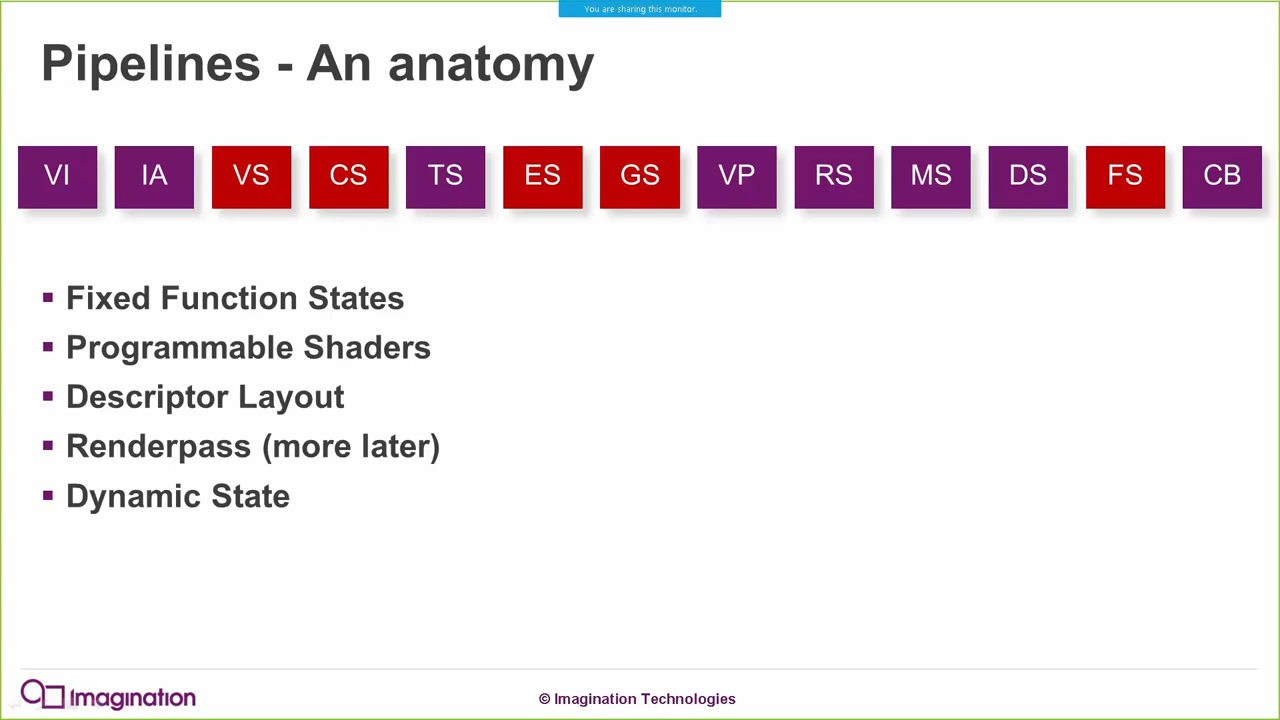 You are sharing this monitor.
Pipelines - An anatomy
VI IA VS CS TS ES GS VP RS MS DS FS CB
Fixed Function States
Programmable Shaders
Descriptor Layout
Renderpass (more later)
Dynamic State
Imagination
© Imagination Technologies